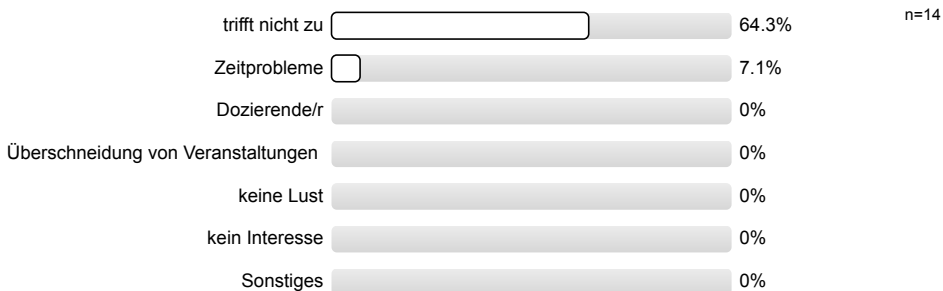 trifft nicht zu 64.3% n=14
Zeitprobleme 7.1%
Dozierende/r 0%
Überschneidung von Veranstaltungen 0%
keine Lust 0%
kein Interesse 0%
Sonstiges 0%